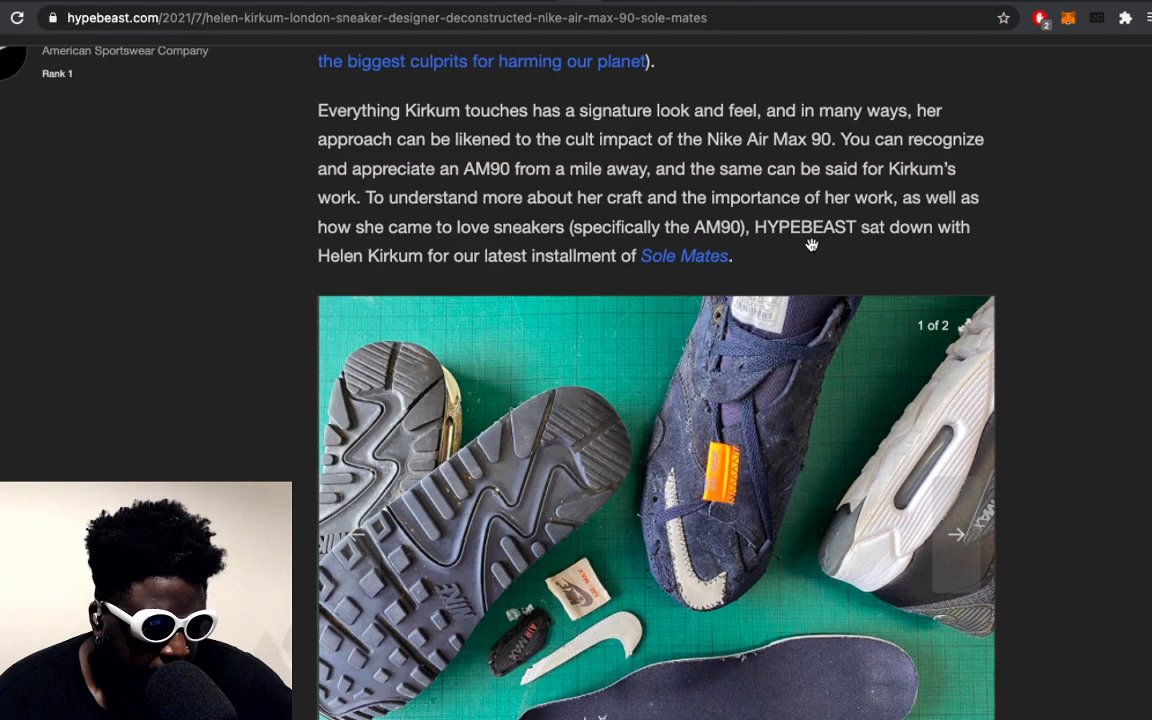 hypebeast.com/2021/7/helen-kirkum-london-sneaker-designer-deconstructed-nike-air-max-90-sole-mates
2
American Sportswear Company
Rank 1
the biggest culprits for harming our planet).
Everything Kirkum touches has a signature look and feel, and in many ways, her
approach can be likened to the cult impact of the Nike Air Max 90. You can recognize
and appreciate an AM90 from a mile away, and the same can be said for Kirkum's
work. To understand more about her craft and the importance of her work, as well as
how she came to love sneakers (specifically the AM90), HYPEBEAST sat down with
Helen Kirkum for our latest installment of Sole Mates.
1 of 2
NIKE
AIR MAX
AIR MAX